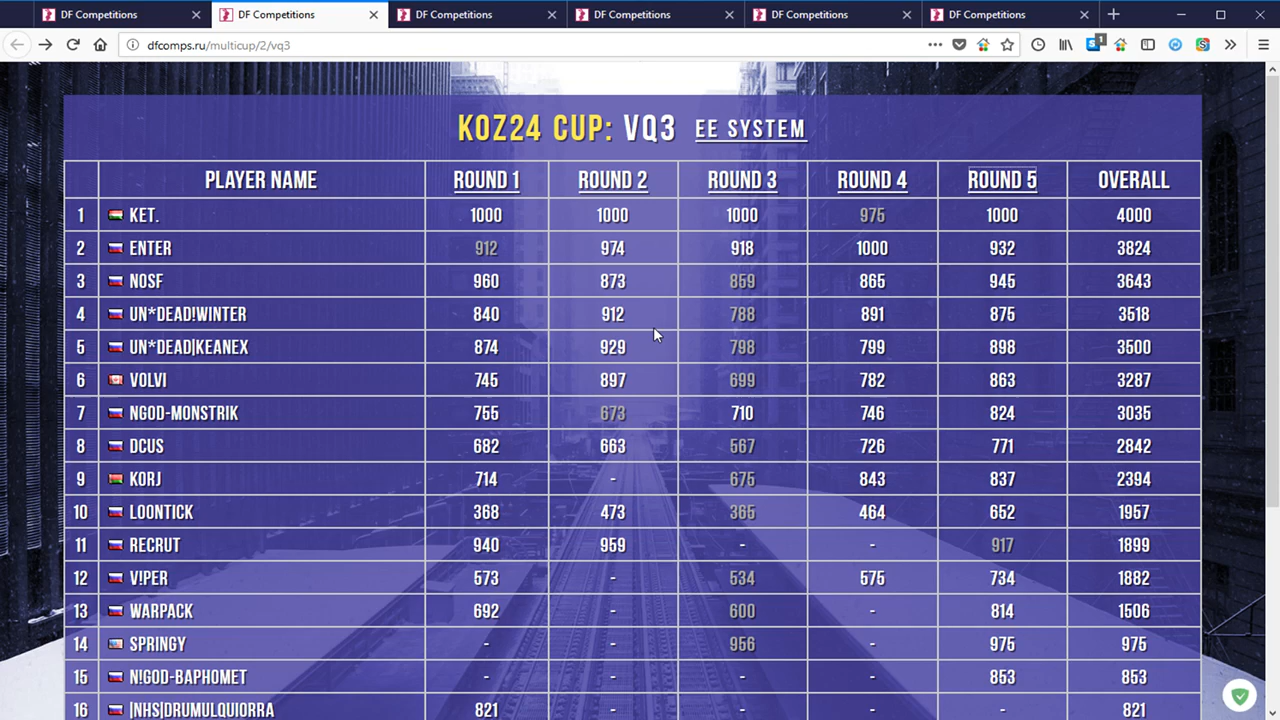 DF Competitions DF Competitions DF Competitions DF Competitions DF Competitions DF Competitions
dfcomps.ru/multicup/2/vq3
1
KOZ24 CUP: VQ3 EE SYSTEM
PLAYER NAME ROUND 1 ROUND 2 ROUND 3 ROUND 4 ROUND 5 OVERALL
1 KET. 1000 1000 1000 975 1000 4000
2 ENTER 912 974 918 1000 932 3824
3 NOSF 960 873 859 865 945 3643
4 UN*DEAD!WINTER 840 912 788 891 875 3518
5 UN*DEAD|KEANEX 874 929 798 799 898 3500
6 VOLVI 745 897 699 782 863 3287
7 NGOD-MONSTRIK 755 673 710 746 824 3035
8 DCUS 682 663 567 726 771 2842
9 KORJ 714 - 675 843 837 2394
10 LOONTICK 368 473 365 464 652 1957
11 RECRUT 940 959 - - 917 1899
12 V!PER 573 - 534 575 734 1882
13 WARPACK 692 - 600 - 814 1506
14 SPRINGY - - 956 - 975 975
15 N!GOD-BAPHOMET - - - - 853 853
16 |NHS|DRUMULQUIORRA 821 - - - - 821